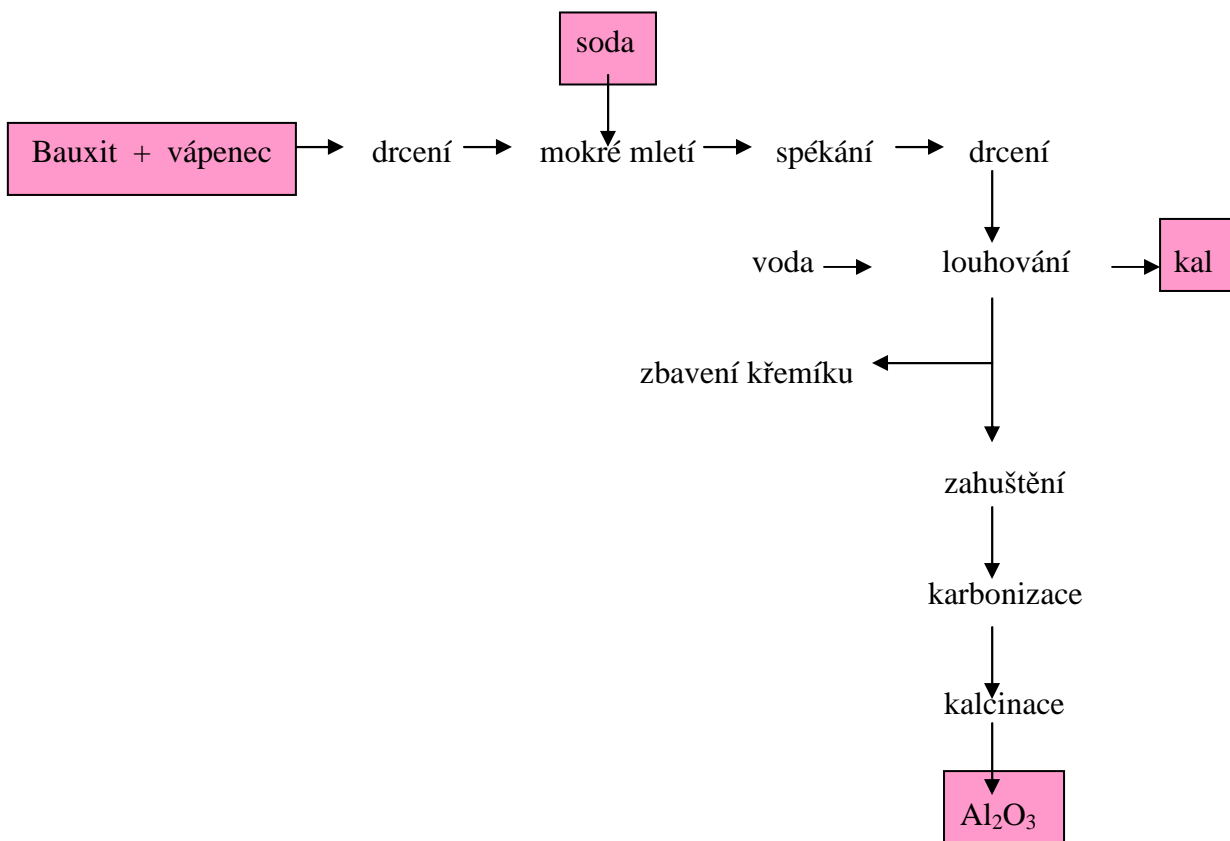 soda
Bauxit + vápenec drcení mokré mletí spékání drcení
voda louhování kal
zbavení křemíku
zahuštění
karbonizace
kalcinace
Al₂O₃